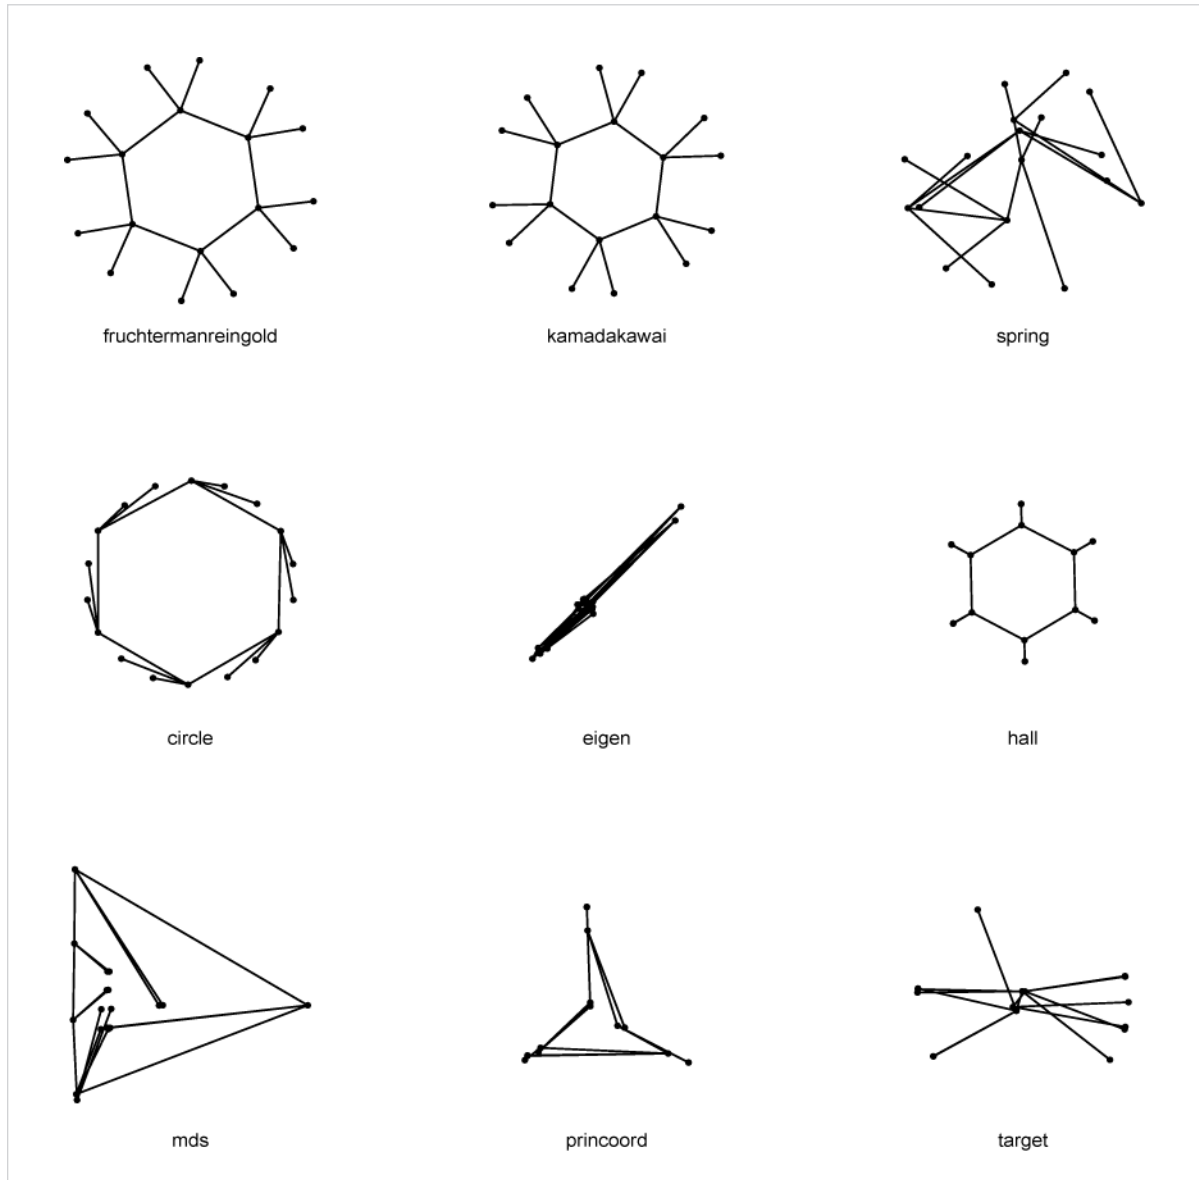 fruchtermanreingold
kamadakawai
spring
circle
eigen
hall
mds
princoord
target